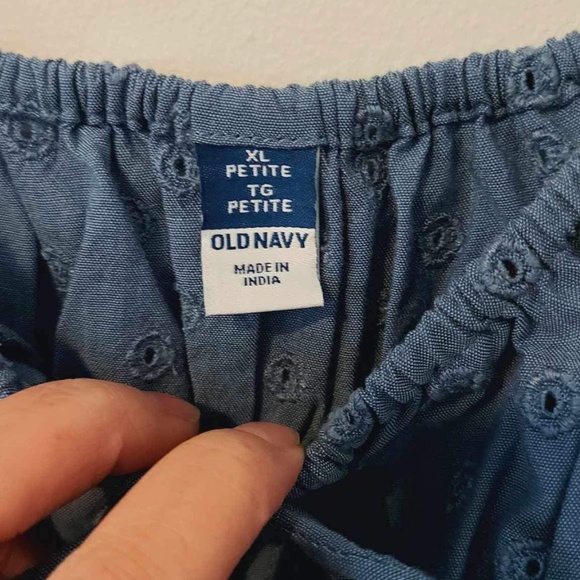 XL
PETITE
TG
PETITE
OLD NAVY
MADE IN
INDIA